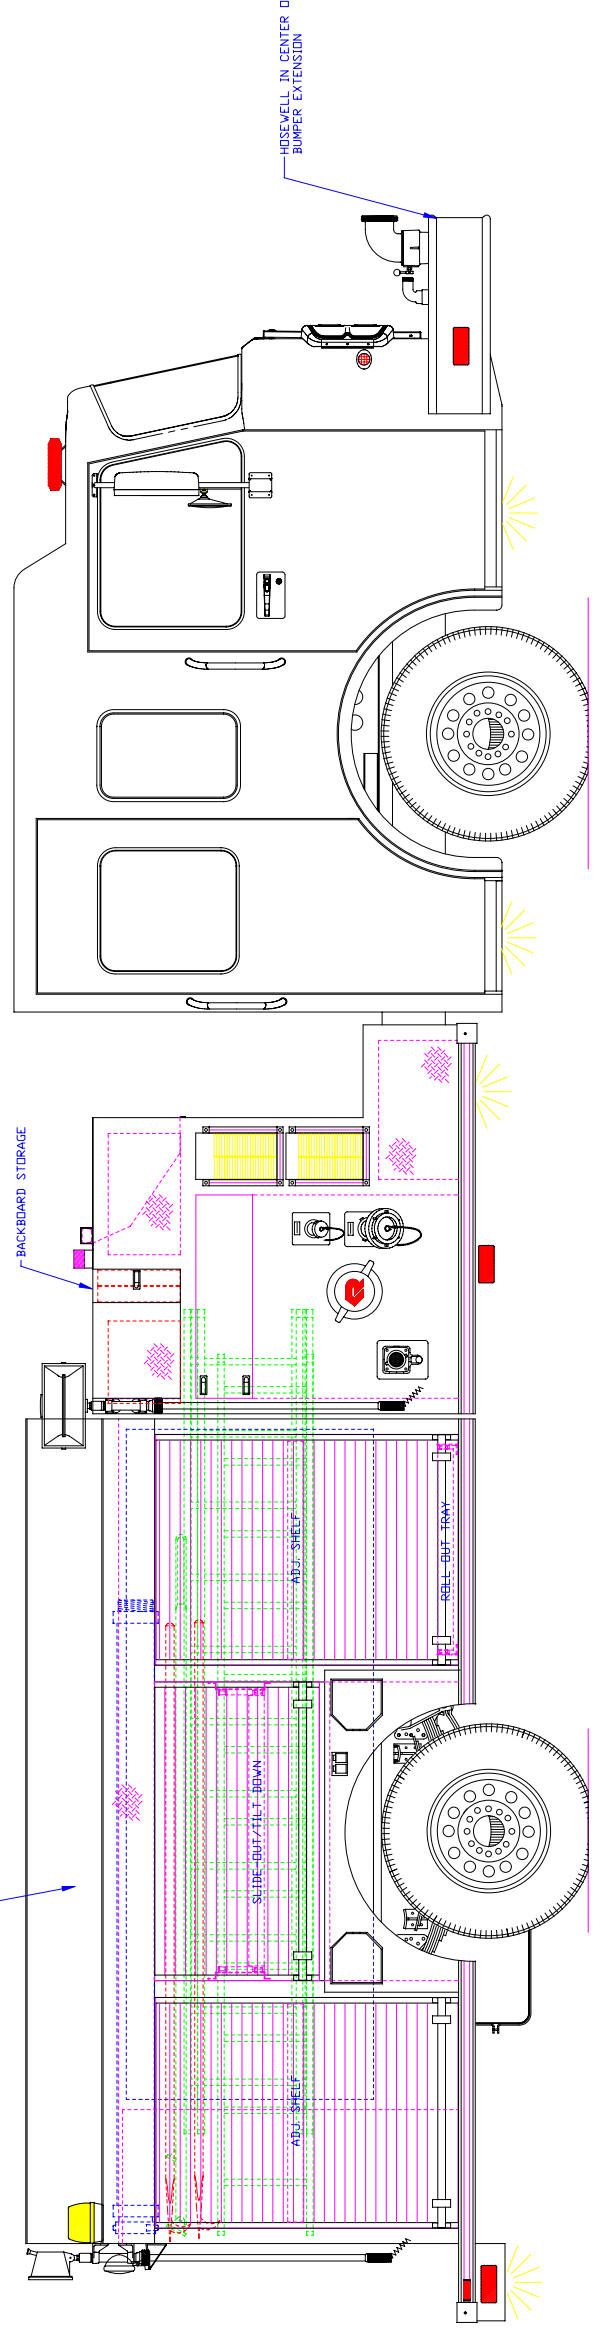 HOSEWELL IN CENTER O
BUMPER EXTENSION
BACKBOARD STORAGE
ADJ. SHELF
ROLL OUT TRAY
SLIDE-OUT/TILT DOWN
ADJ. SHELF